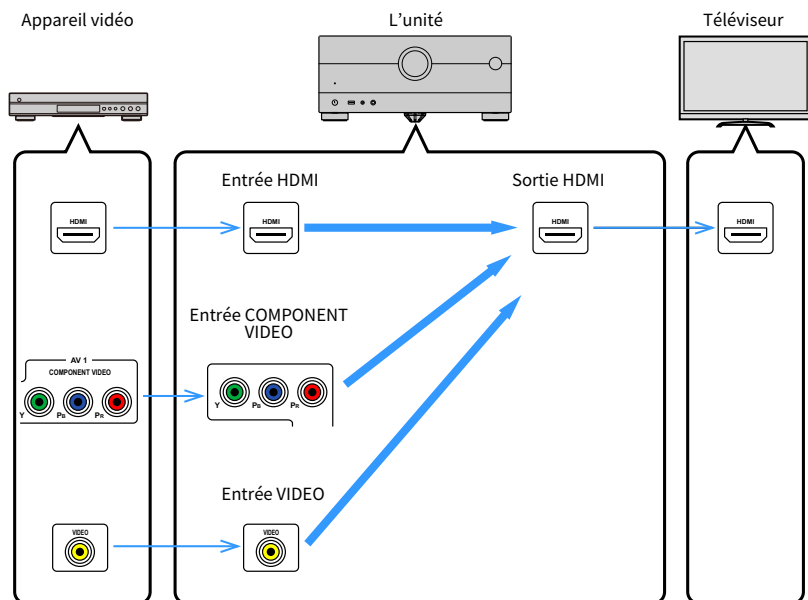 Appareil vidéo
L'unité
Téléviseur
Entrée HDMI
Sortie HDMI
HDMI
HDMI
HDMI
HDMI
Entrée COMPONENT
VIDEO
AV 1
COMPONENT VIDEO
Y PB PR
Y PB PR
Entrée VIDEO
VIDEO
VIDEO